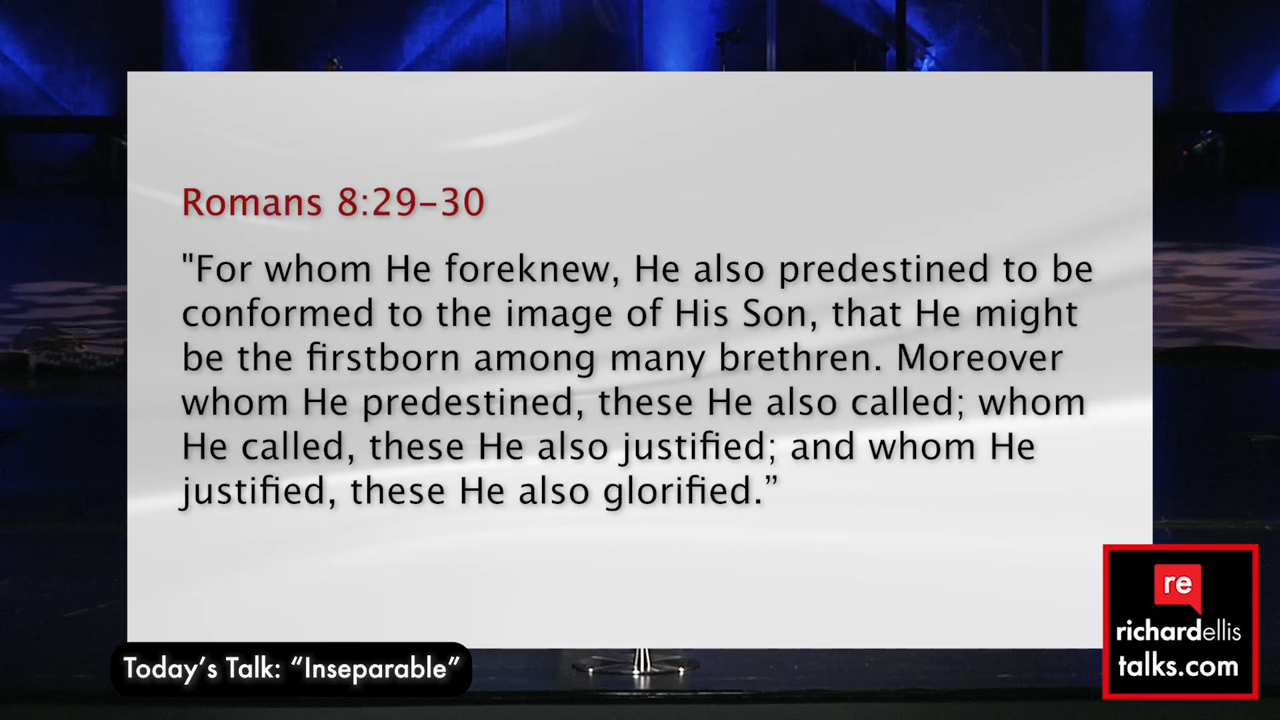 Romans 8:29–30
"For whom He foreknew, He also predestined to be
conformed to the image of His Son, that He might
be the firstborn among many brethren. Moreover
whom He predestined, these He also called; whom
He called, these He also justified; and whom He
justified, these He also glorified.”
Today’s Talk: “Inseparable”
re
richardellis
talks.com